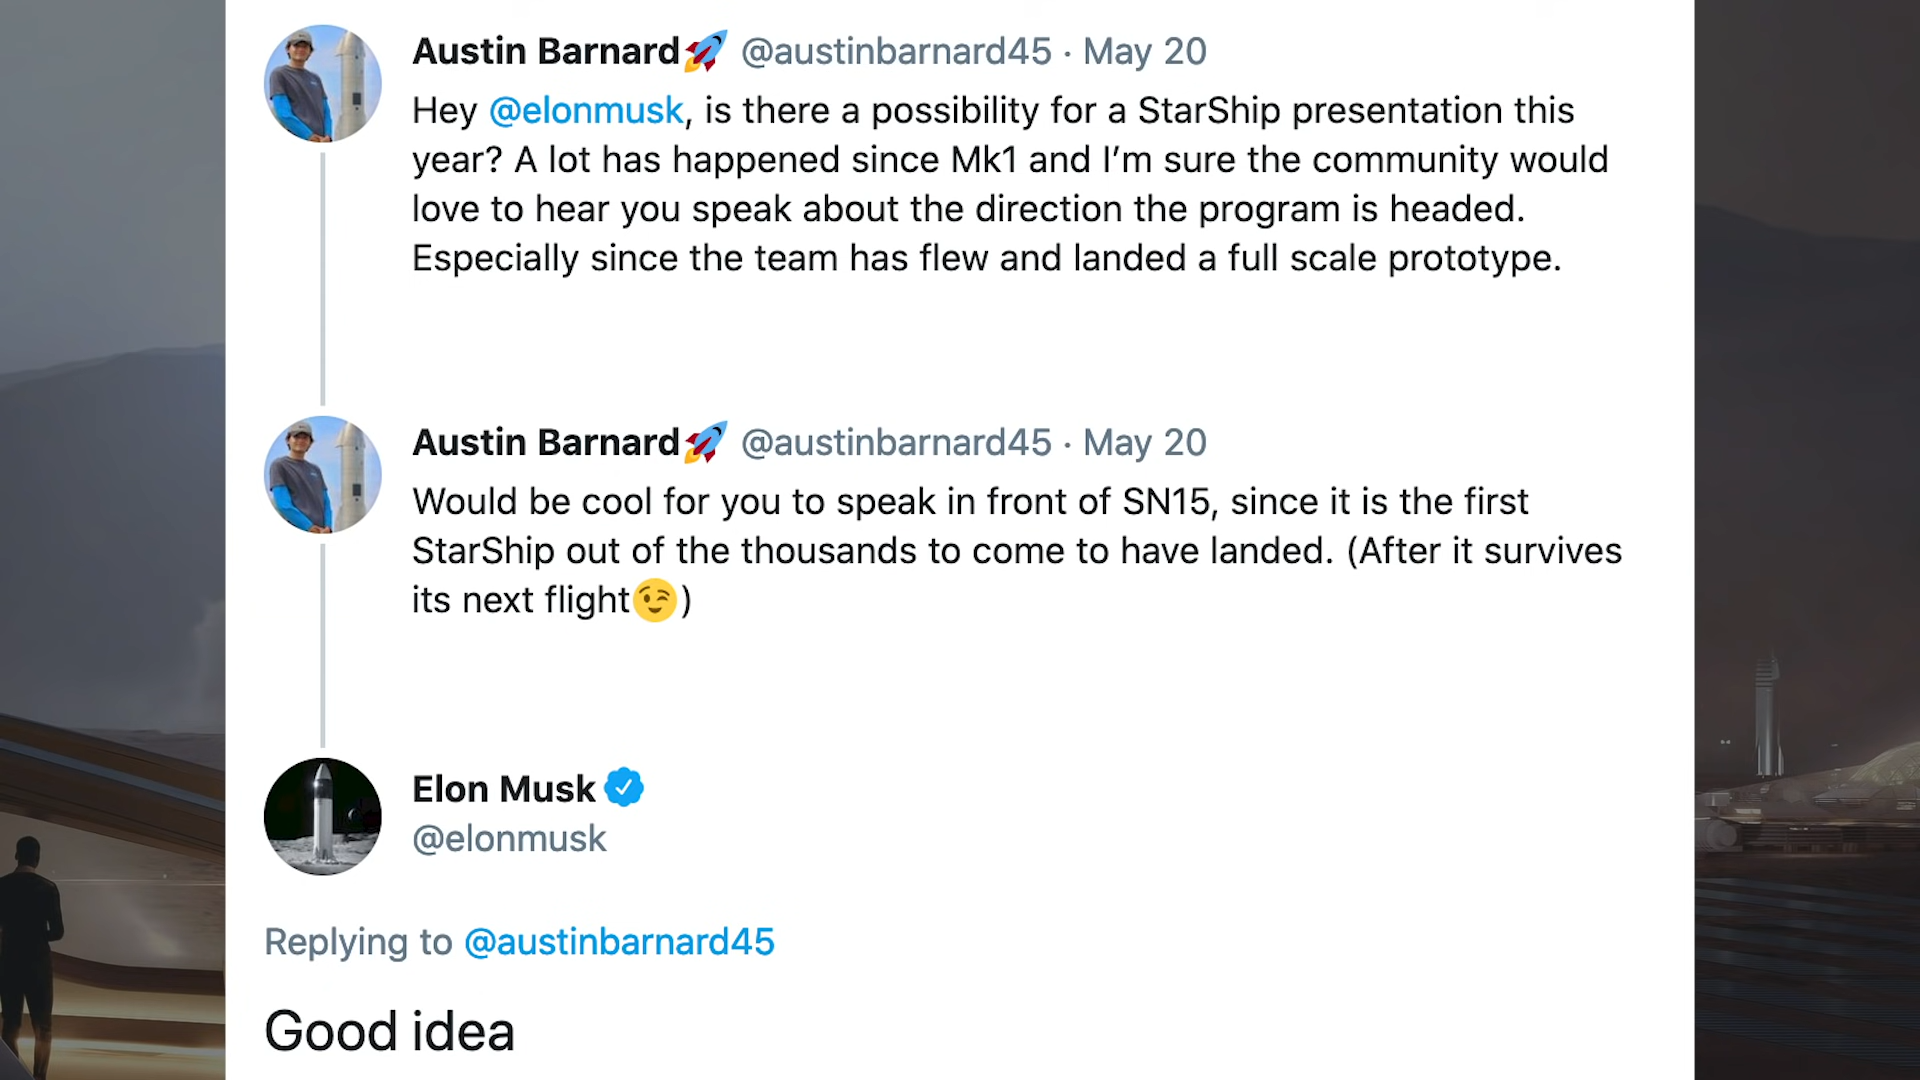 Austin Barnard🚀 @austinbarnard45 · May 20
Hey @elonmusk, is there a possibility for a StarShip presentation this
year? A lot has happened since Mk1 and I’m sure the community would
love to hear you speak about the direction the program is headed.
Especially since the team has flew and landed a full scale prototype.
Austin Barnard🚀 @austinbarnard45 · May 20
Would be cool for you to speak in front of SN15, since it is the first
StarShip out of the thousands to come to have landed. (After it survives
its next flight😉)
Elon Musk
@elonmusk
Replying to @austinbarnard45
Good idea